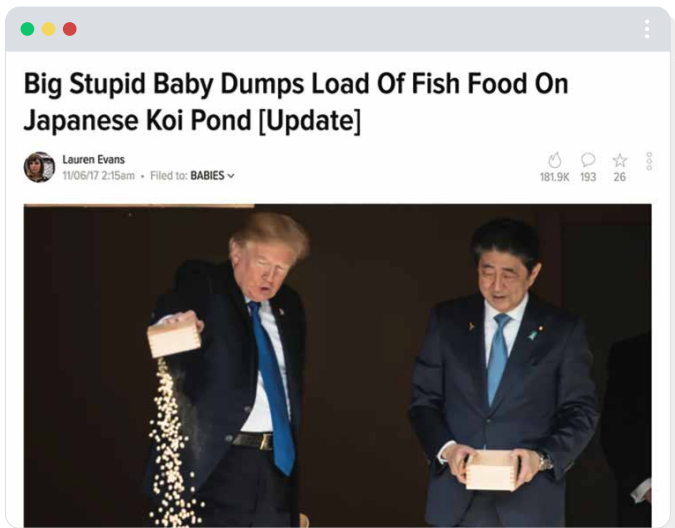 Big Stupid Baby Dumps Load Of Fish Food On
Japanese Koi Pond [Update]
Lauren Evans
11/06/17 2:15am • Filed to: BABIES
181.9K 193 26